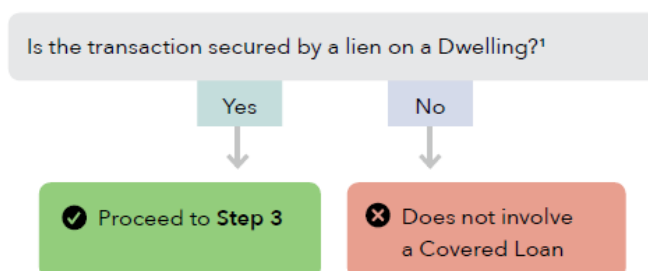 Is the transaction secured by a lien on a Dwelling?¹
Yes
No
Proceed to Step 3
Does not involve
a Covered Loan